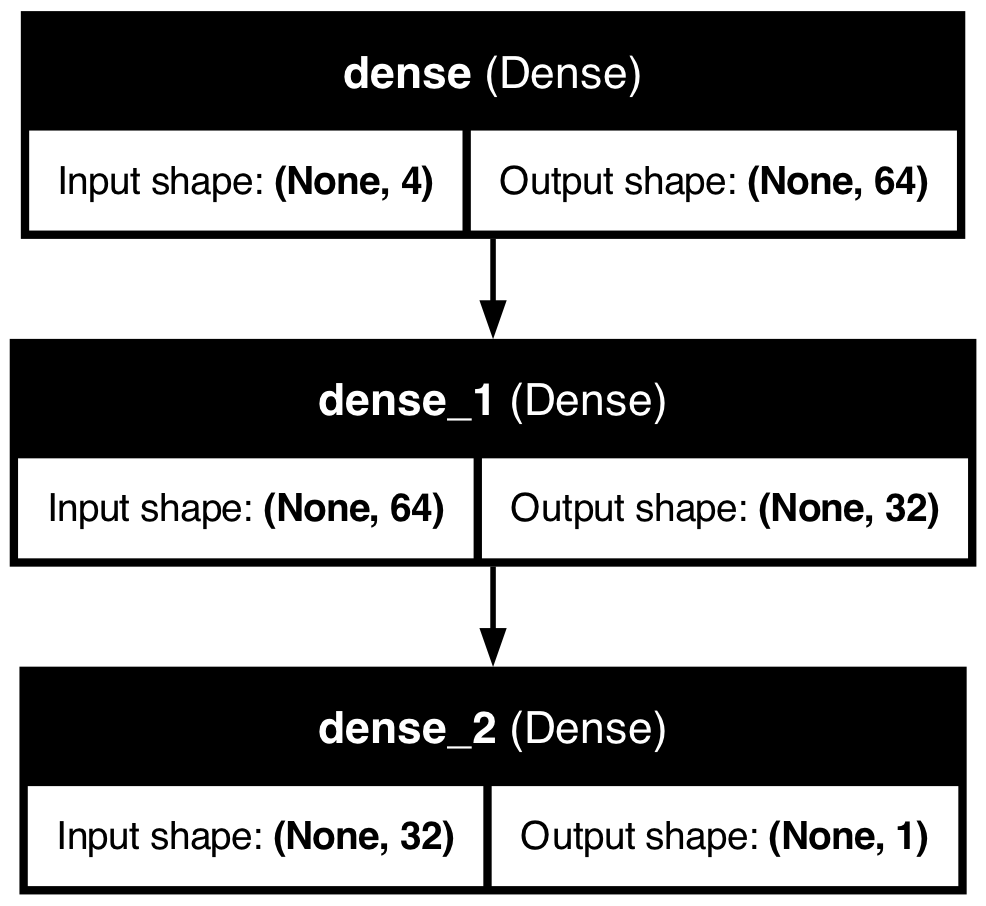 dense (Dense)
Input shape: (None, 4) Output shape: (None, 64)
dense_1 (Dense)
Input shape: (None, 64) Output shape: (None, 32)
dense_2 (Dense)
Input shape: (None, 32) Output shape: (None, 1)